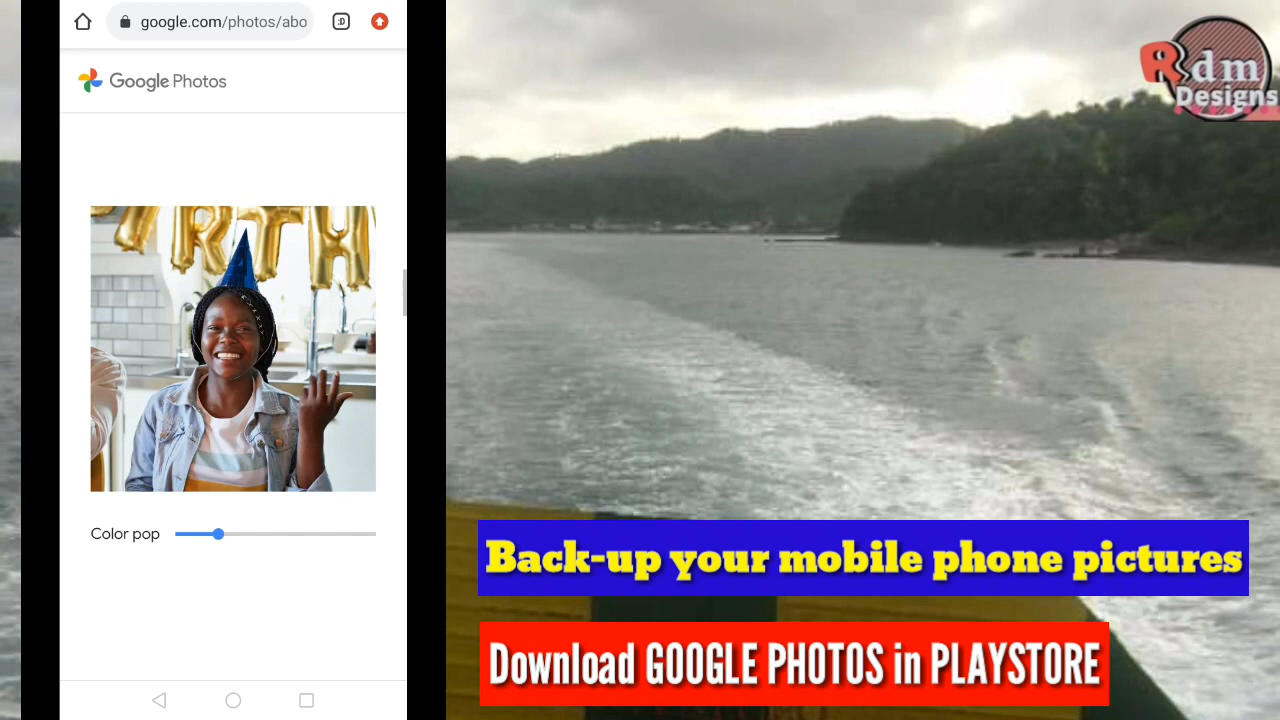 google.com/photos/abo
:D
Google Photos
RTH
Color pop
Rdm
Designs
Back-up your mobile phone pictures
Download GOOGLE PHOTOS in PLAYSTORE